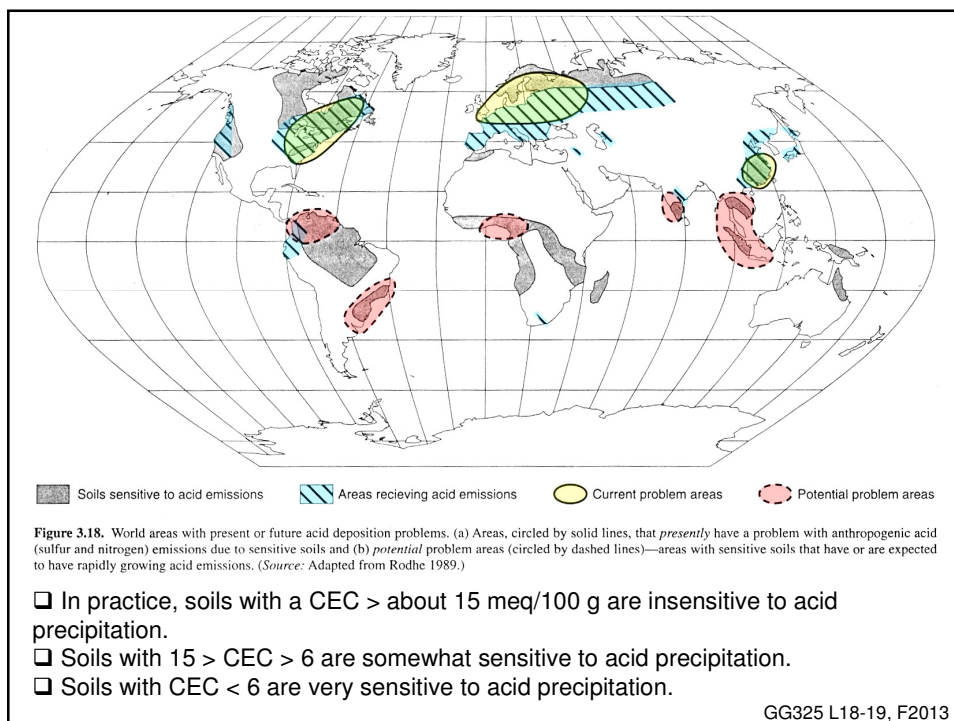 Soils sensitive to acid emissions
Areas recieving acid emissions
Current problem areas
Potential problem areas
Figure 3.18. World areas with present or future acid deposition problems. (a) Areas, circled by solid lines, that presently have a problem with anthropogenic acid
(sulfur and nitrogen) emissions due to sensitive soils and (b) potential problem areas (circled by dashed lines)—areas with sensitive soils that have or are expected
to have rapidly growing acid emissions. (Source: Adapted from Rodhe 1989.)
❑ In practice, soils with a CEC > about 15 meq/100 g are insensitive to acid
precipitation.
❑ Soils with 15 > CEC > 6 are somewhat sensitive to acid precipitation.
❑ Soils with CEC < 6 are very sensitive to acid precipitation.
GG325 L18-19, F2013